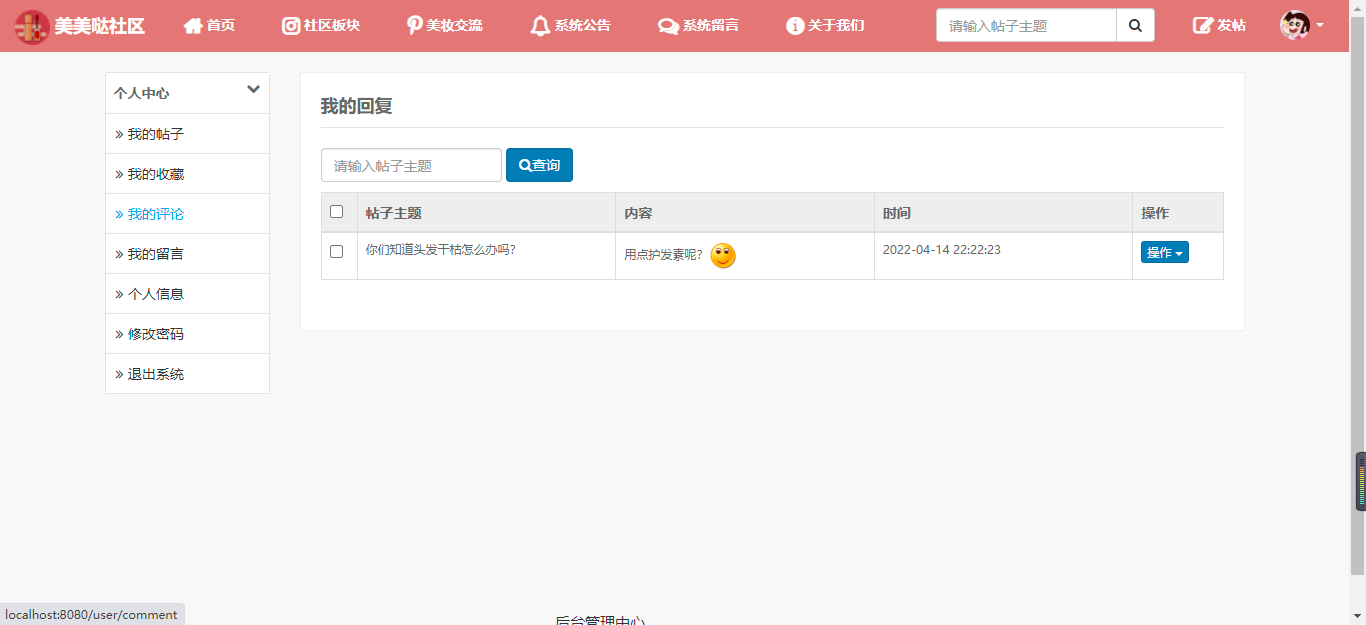 美美哒社区 首页 社区板块 美妆交流 系统公告 系统留言 关于我们 请输入帖子主题 发帖
个人中心
我的帖子
我的收藏
我的评论
我的留言
个人信息
修改密码
退出系统
我的回复
请输入帖子主题 查询
帖子主题 内容 时间 操作
你们知道头发干枯怎么办吗? 用点护发素呢? 2022-04-14 22:22:23 操作
localhost:8080/user/comment
后台管理中心